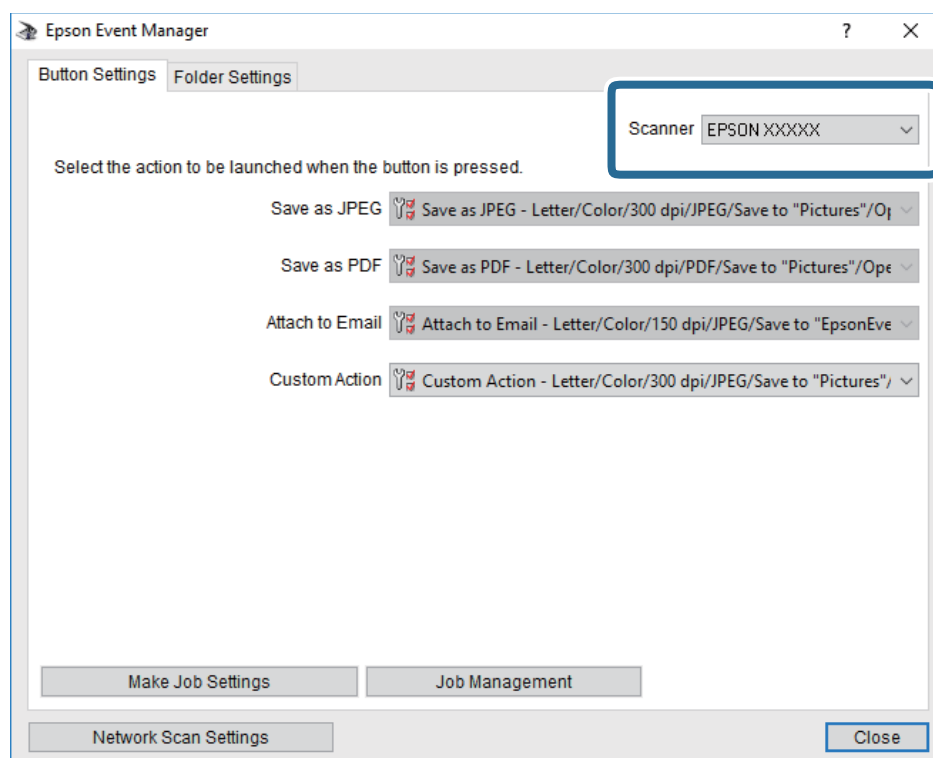 Epson Event Manager ?
Button Settings Folder Settings
Scanner EPSON XXXXX
Select the action to be launched when the button is pressed.
Save as JPEG Save as JPEG - Letter/Color/300 dpi/JPEG/Save to "Pictures"/
Save as PDF Save as PDF - Letter/Color/300 dpi/PDF/Save to "Pictures"/Ope
Attach to Email Attach to Email - Letter/Color/150 dpi/JPEG/Save to "EpsonEve
Custom Action Custom Action - Letter/Color/300 dpi/JPEG/Save to "Pictures"/
Make Job Settings Job Management
Network Scan Settings Close